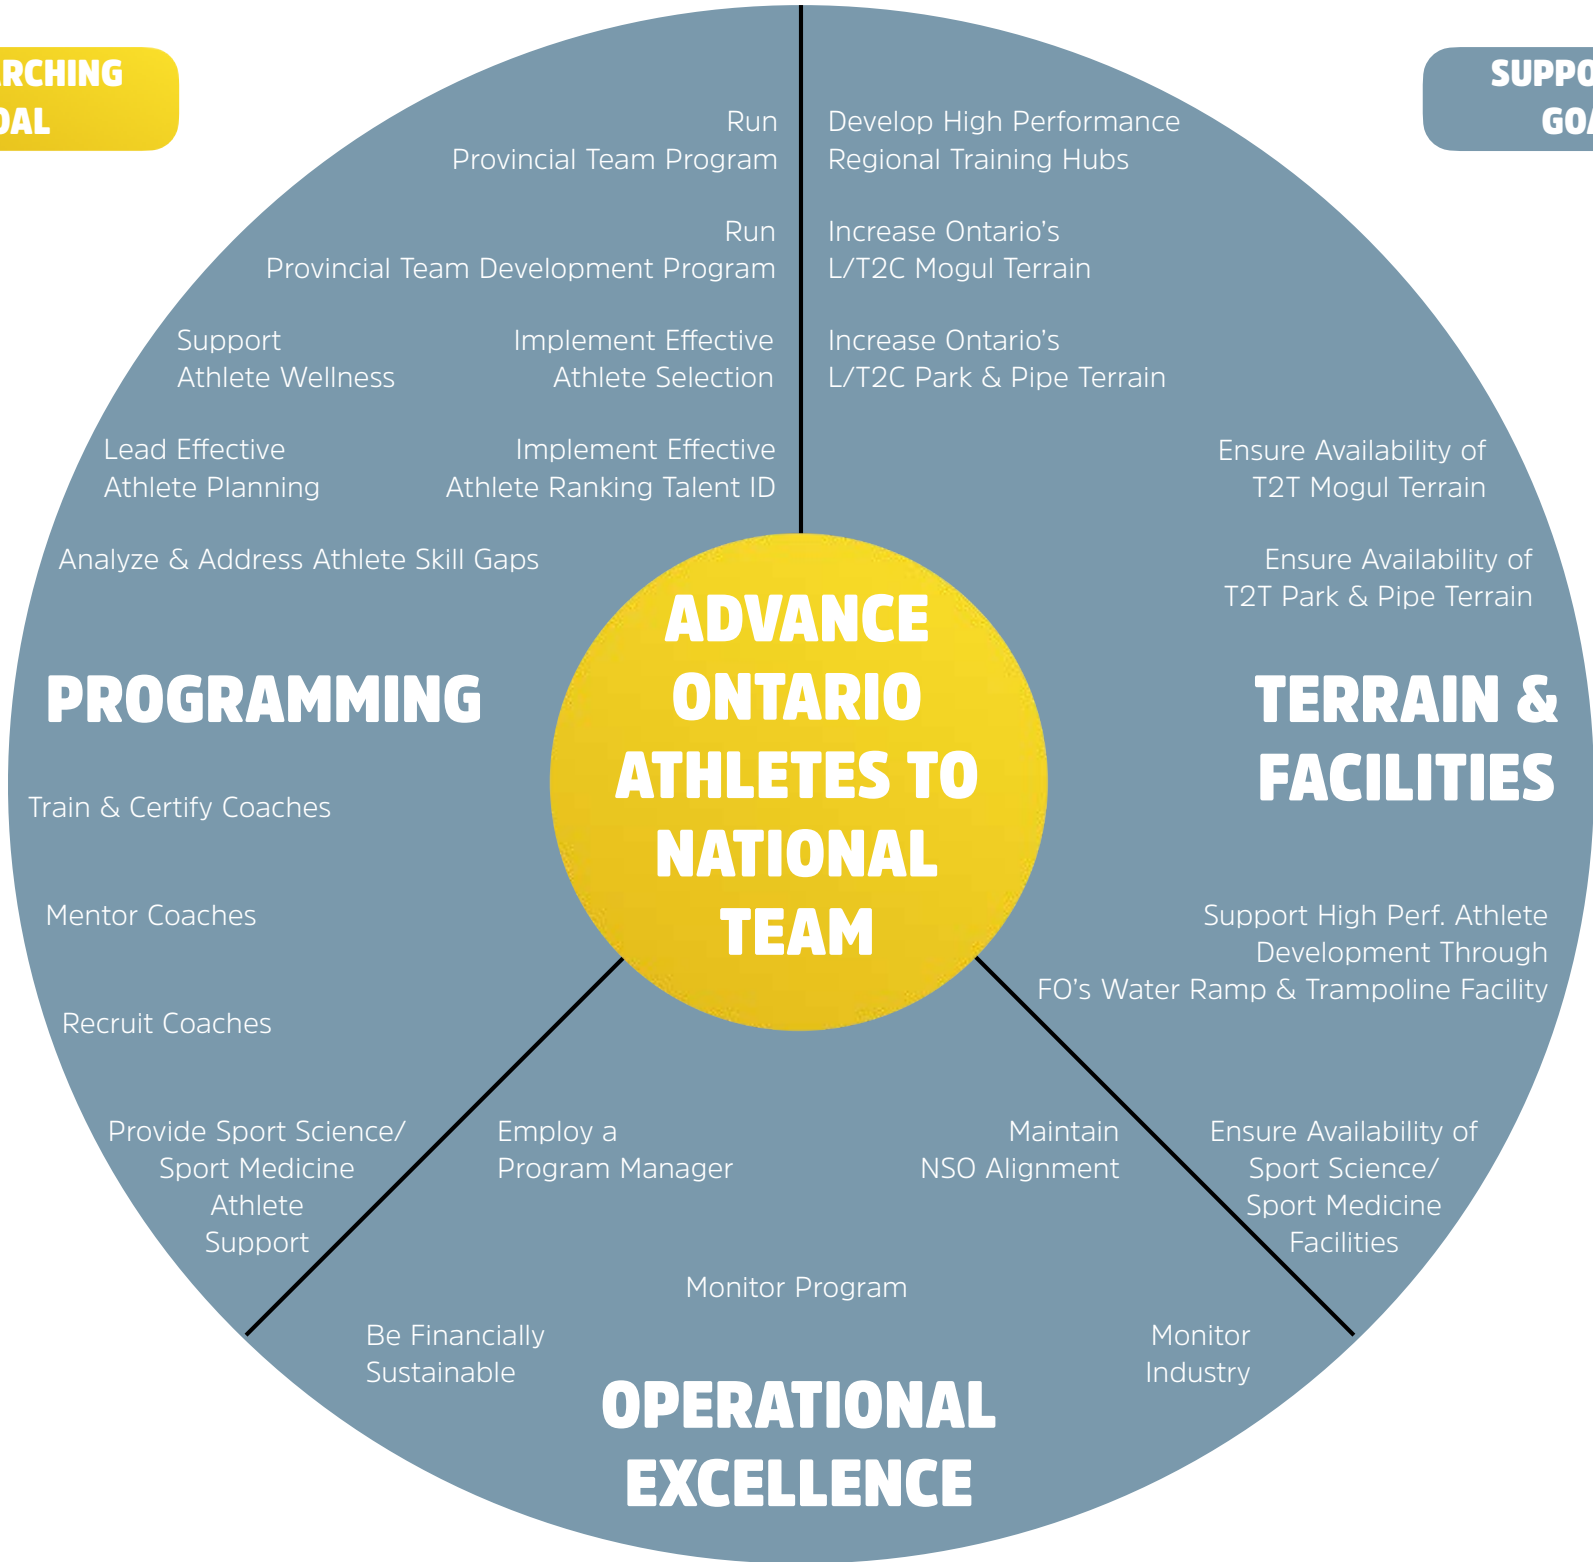 RCHING
OAL
SUPPO
GOA
Run
Provincial Team Program
Run
Provincial Team Development Program
Support
Athlete Wellness
Implement Effective
Athlete Selection
Lead Effective
Athlete Planning
Implement Effective
Athlete Ranking Talent ID
Analyze & Address Athlete Skill Gaps
PROGRAMMING
Train & Certify Coaches
Mentor Coaches
Recruit Coaches
Provide Sport Science/
Sport Medicine
Athlete
Support
Develop High Performance
Regional Training Hubs
Increase Ontario’s
L/T2C Mogul Terrain
Increase Ontario’s
L/T2C Park & Pipe Terrain
Ensure Availability of
T2T Mogul Terrain
Ensure Availability of
T2T Park & Pipe Terrain
TERRAIN &
FACILITIES
Support High Perf. Athlete
Development Through
FO’s Water Ramp & Trampoline Facility
Ensure Availability of
Sport Science/
Sport Medicine
Facilities
ADVANCE
ONTARIO
ATHLETES TO
NATIONAL
TEAM
Employ a
Program Manager
Maintain
NSO Alignment
Monitor Program
Be Financially
Sustainable
Monitor
Industry
OPERATIONAL
EXCELLENCE